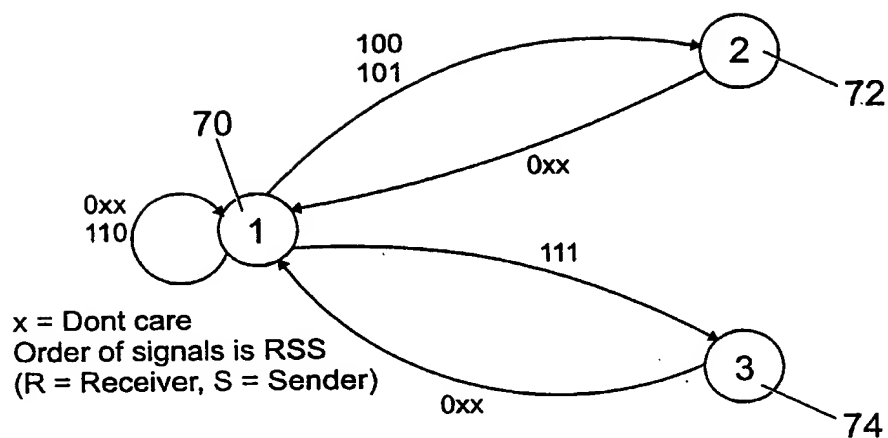 100
101
2
72
70
0xx
0xx
110
1
111
x = Dont care
Order of signals is RSS
(R = Receiver, S = Sender)
3
0xx
74